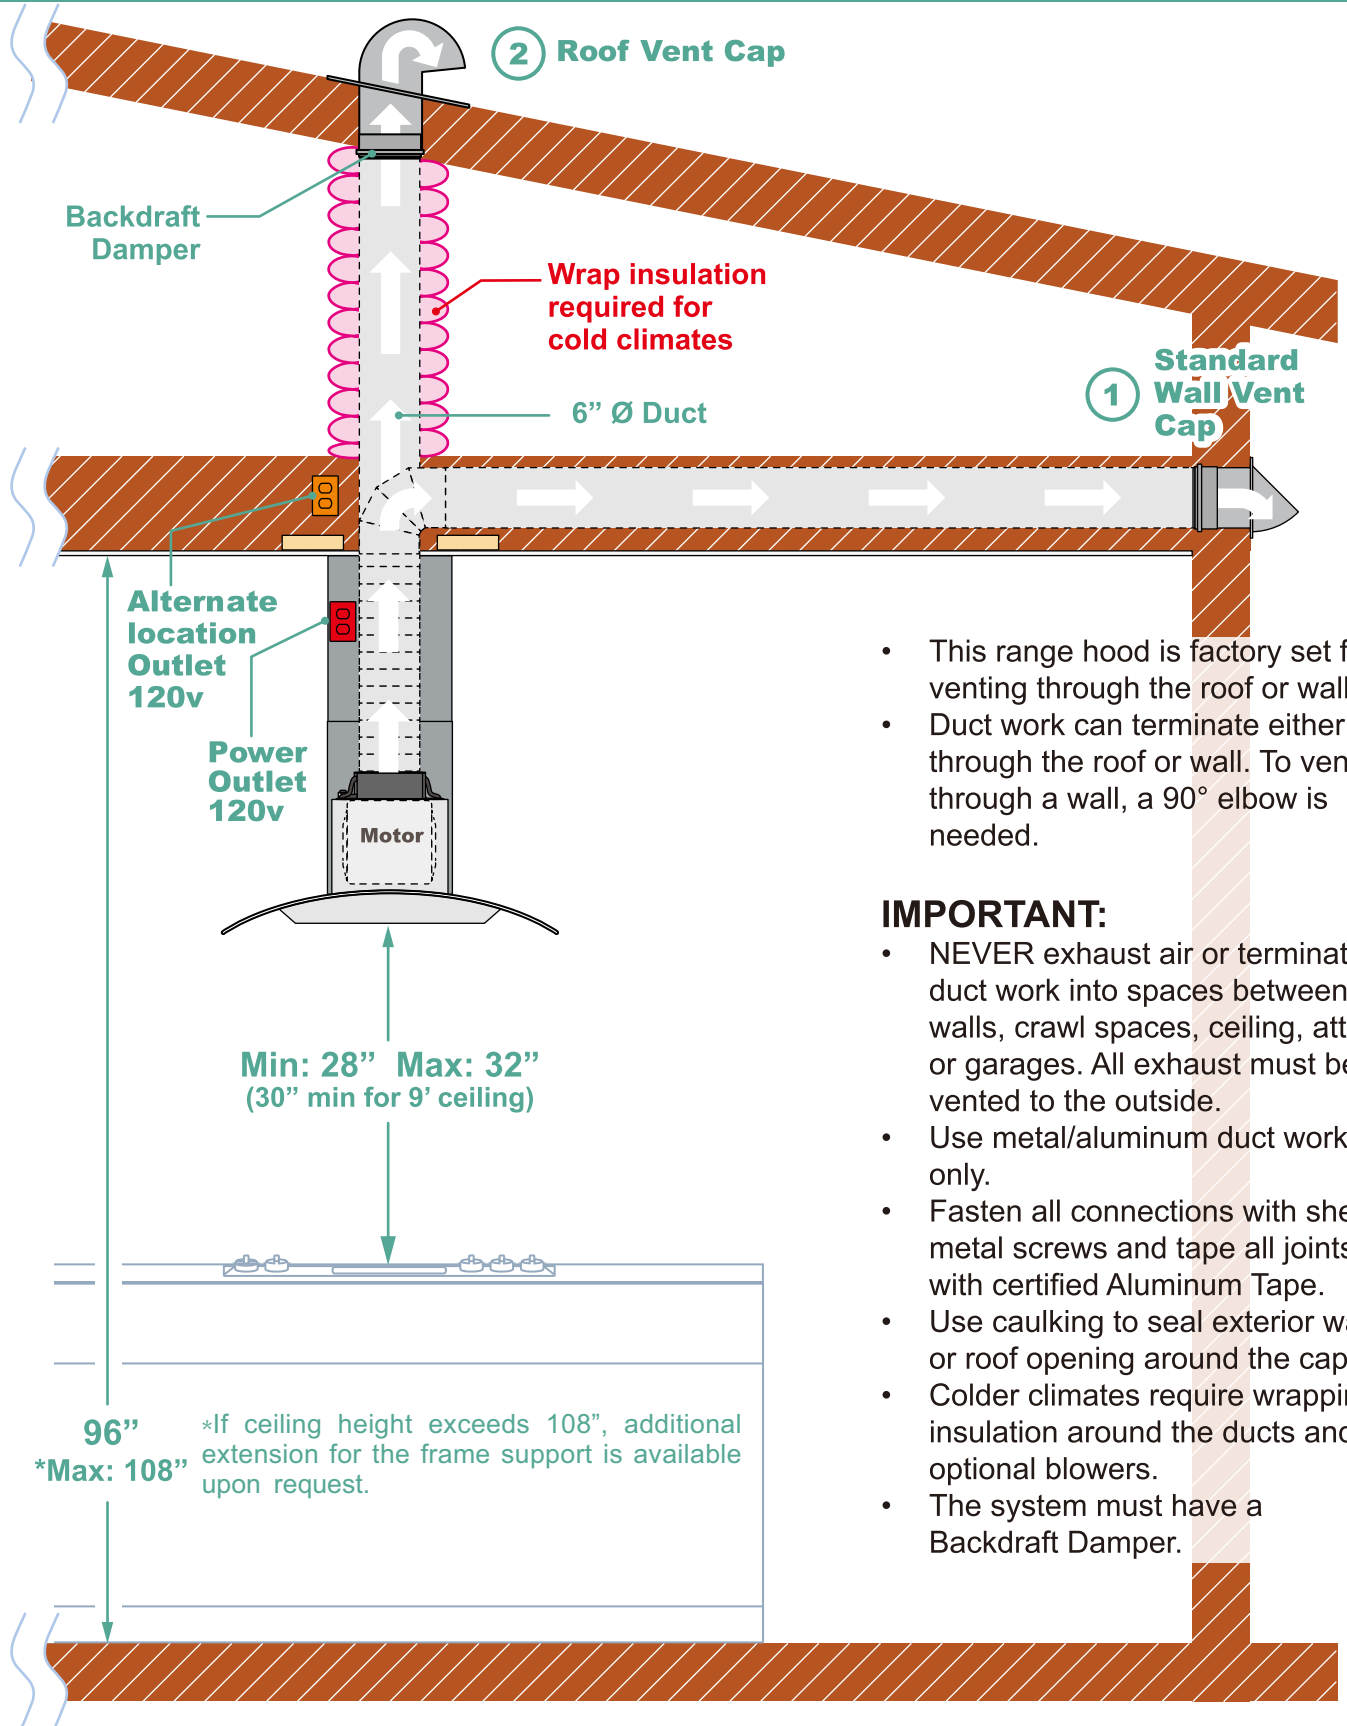 2 Roof Vent Cap
Backdraft
Damper
Wrap insulation
required for
cold climates
6” Ø Duct
1
Standard
Wall Vent
Cap
Alternate
location
Outlet
120v
Power
Outlet
120v
Motor
Min: 28” Max: 32”
(30” min for 9’ ceiling)
96”
*Max: 108”
*If ceiling height exceeds 108”, additional
extension for the frame support is available
upon request.
• This range hood is factory set
venting through the roof or wall
• Duct work can terminate either
through the roof or wall. To
through a wall, a 90° elbow is
needed.
IMPORTANT:
• NEVER exhaust air or
duct work into spaces between
walls, crawl spaces, ceiling,
or garages. All exhaust must be
vented to the outside.
• Use metal/aluminum duct work
only.
• Fasten all connections with
metal screws and tape all joints
with certified Aluminum Tape.
• Use caulking to seal exterior
or roof opening around the cap
• Colder climates require
insulation around the ducts and
optional blowers.
• The system must have a
Backdraft Damper.